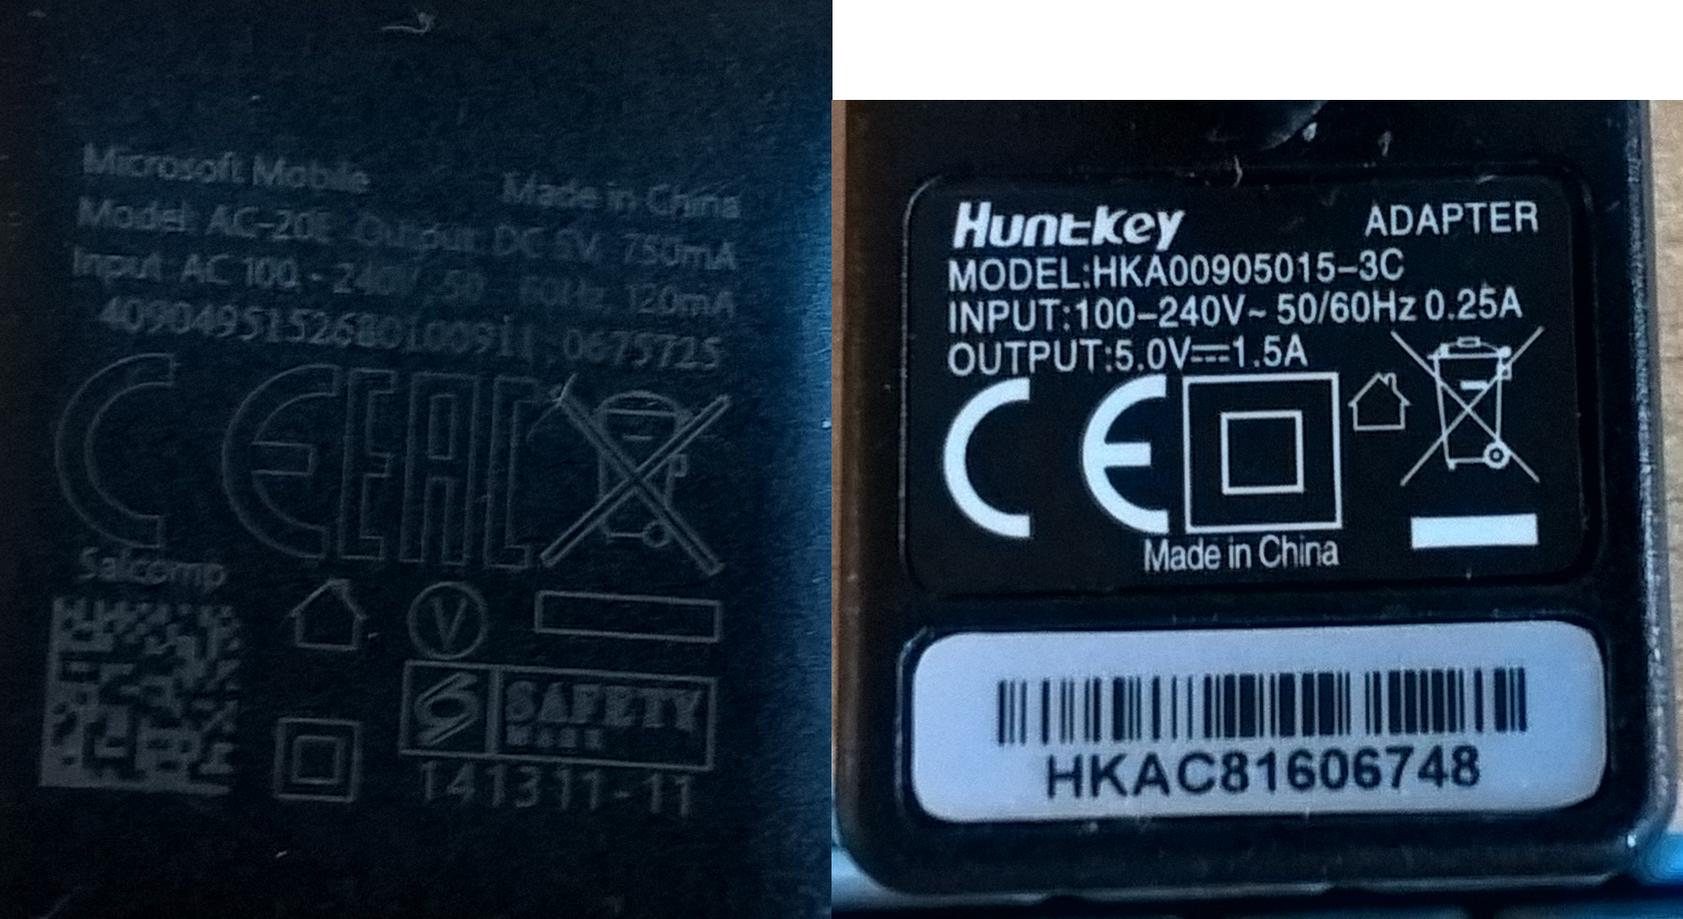 Microsoft Mobile Made in China
Model: AC-20E Output: DC 5V, 750mA
Input: AC 100 - 240V, 50 - 60Hz, 120mA
Salcomp
V
SAFETY
MARK
141311-11
Huntkey ADAPTER
MODEL:HKA00905015-3C
INPUT:100-240V~ 50/60Hz 0.25A
OUTPUT:5.0V⎓1.5A
CE
Made in China
HKAC81606748